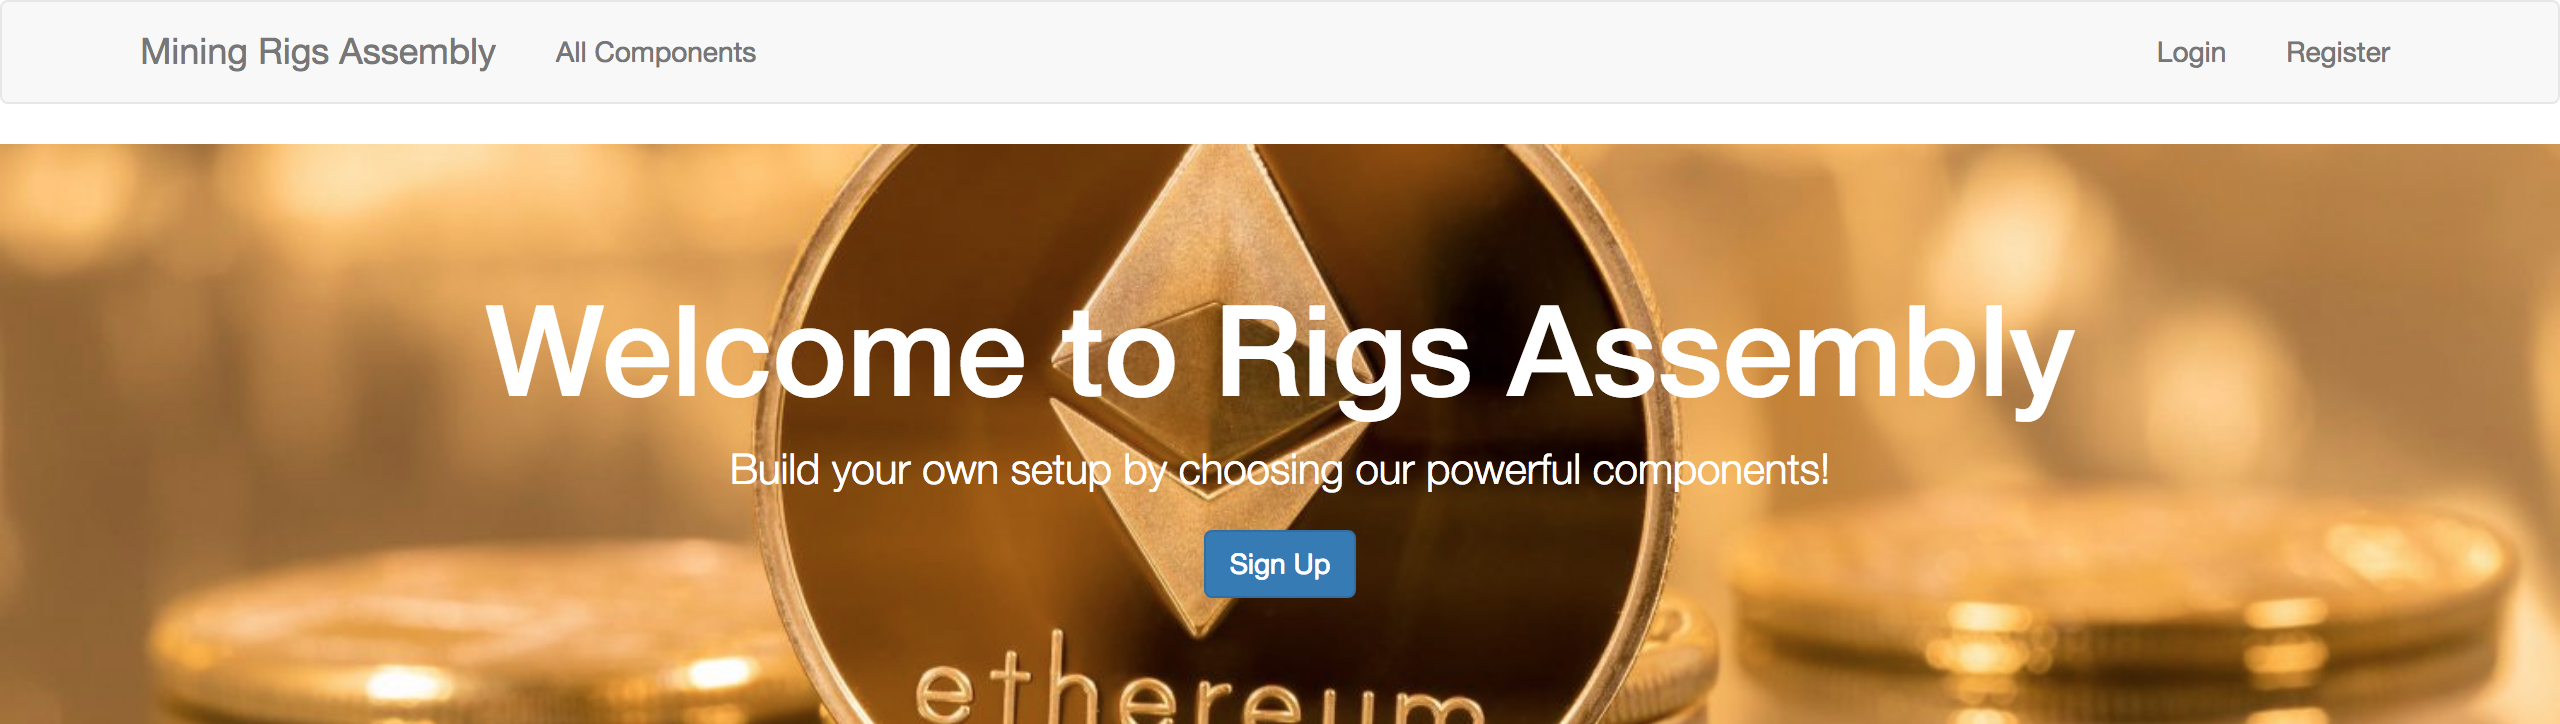 Mining Rigs Assembly All Components Login Register
Welcome to Rigs Assembly
Build your own setup by choosing our powerful components!
Sign Up
ethereum